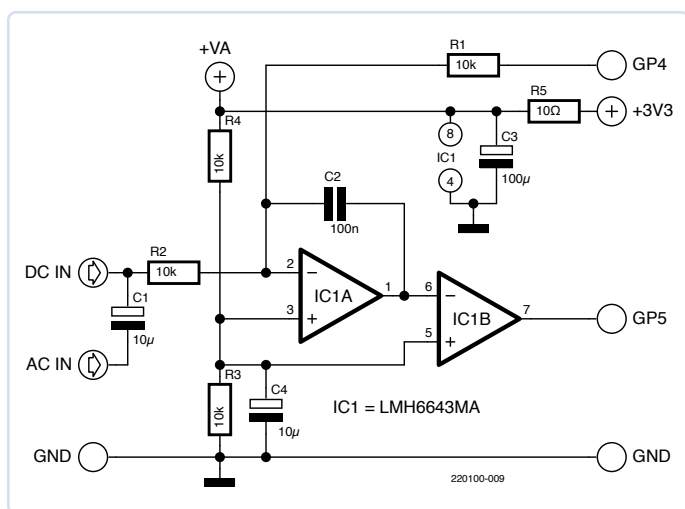 +VA
R1
10k
GP4
R4
10k
R5
10Ω
+3V3
8
IC1
4
C3
100µ
C2
100n
DC IN
R2
10k
2
−
IC1A
1
3
+
6
−
IC1B
7
5
+
GP5
C1
10µ
AC IN
R3
10k
C4
10µ
IC1 = LMH6643MA
GND
GND
220100-009